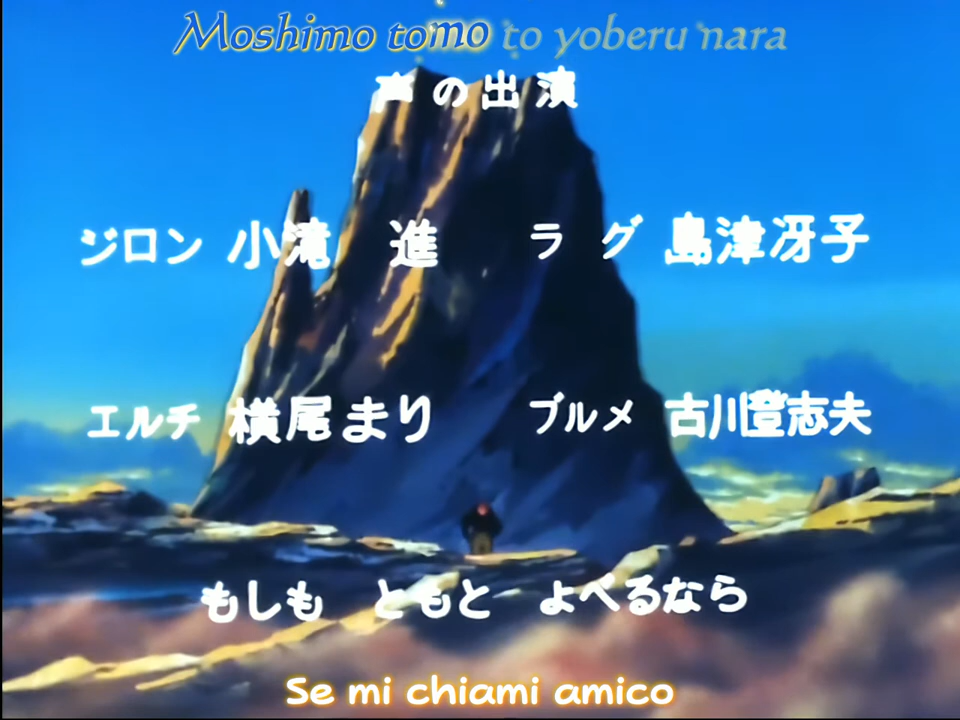 Moshimo tomo to yoberu nara
声の出演
ジロン 小滝 進 ラグ 島津冴子
エルチ 横尾まり ブルメ 古川登志夫
もしも ともと よべるなら
Se mi chiami amico